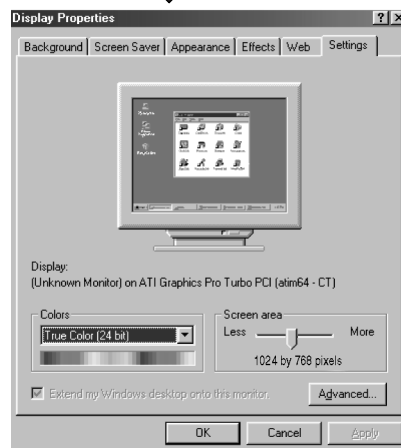 Display Properties
Background Screen Saver Appearance Effects Web Settings
Display:
(Unknown Monitor) on ATI Graphics Pro Turbo PCI (atim64 - CT)
Colors
True Color (24 bit)
Screen area
Less More
1024 by 768 pixels
Extend my Windows desktop onto this monitor.
Advanced...
OK Cancel Apply